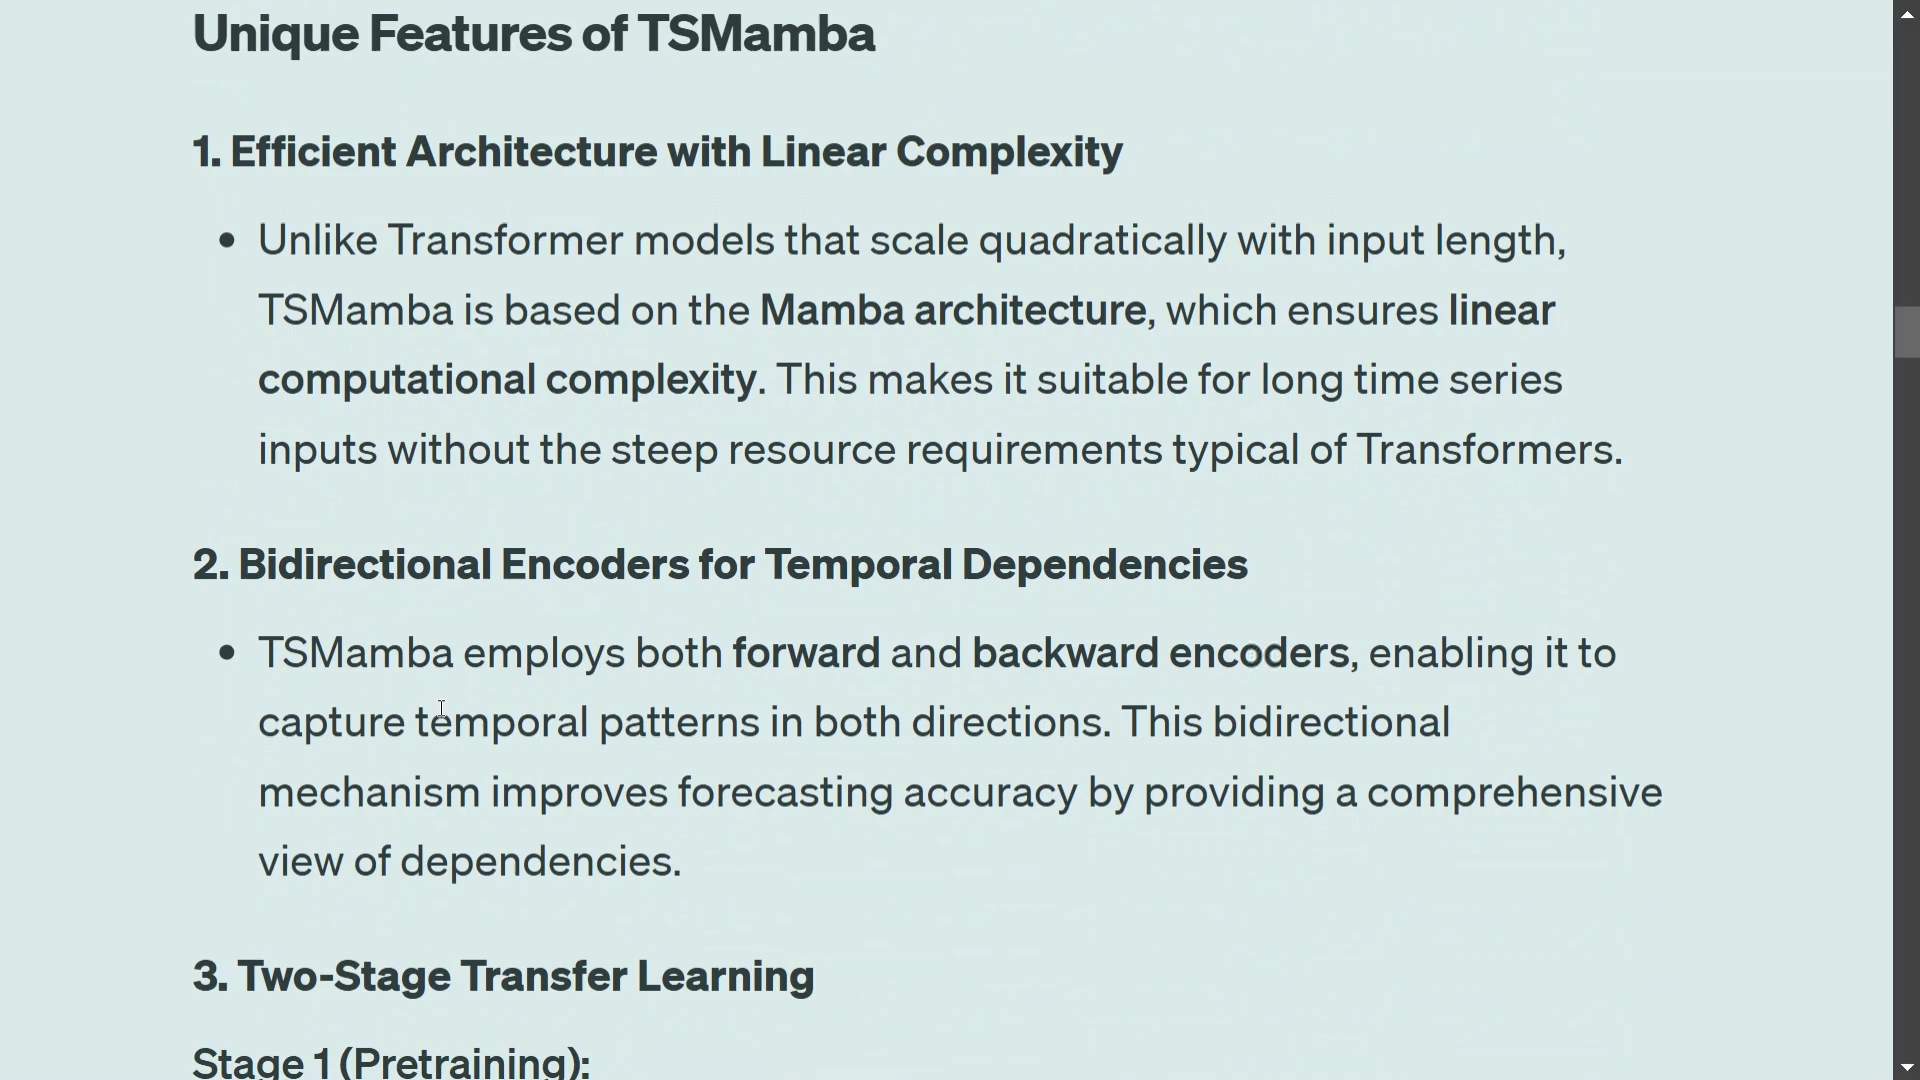 Unique Features of TSMamba
1. Efficient Architecture with Linear Complexity
• Unlike Transformer models that scale quadratically with input length,
TSMamba is based on the Mamba architecture, which ensures linear
computational complexity. This makes it suitable for long time series
inputs without the steep resource requirements typical of Transformers.
2. Bidirectional Encoders for Temporal Dependencies
• TSMamba employs both forward and backward encoders, enabling it to
capture temporal patterns in both directions. This bidirectional
mechanism improves forecasting accuracy by providing a comprehensive
view of dependencies.
3. Two-Stage Transfer Learning
Stage 1 (Pretraining):